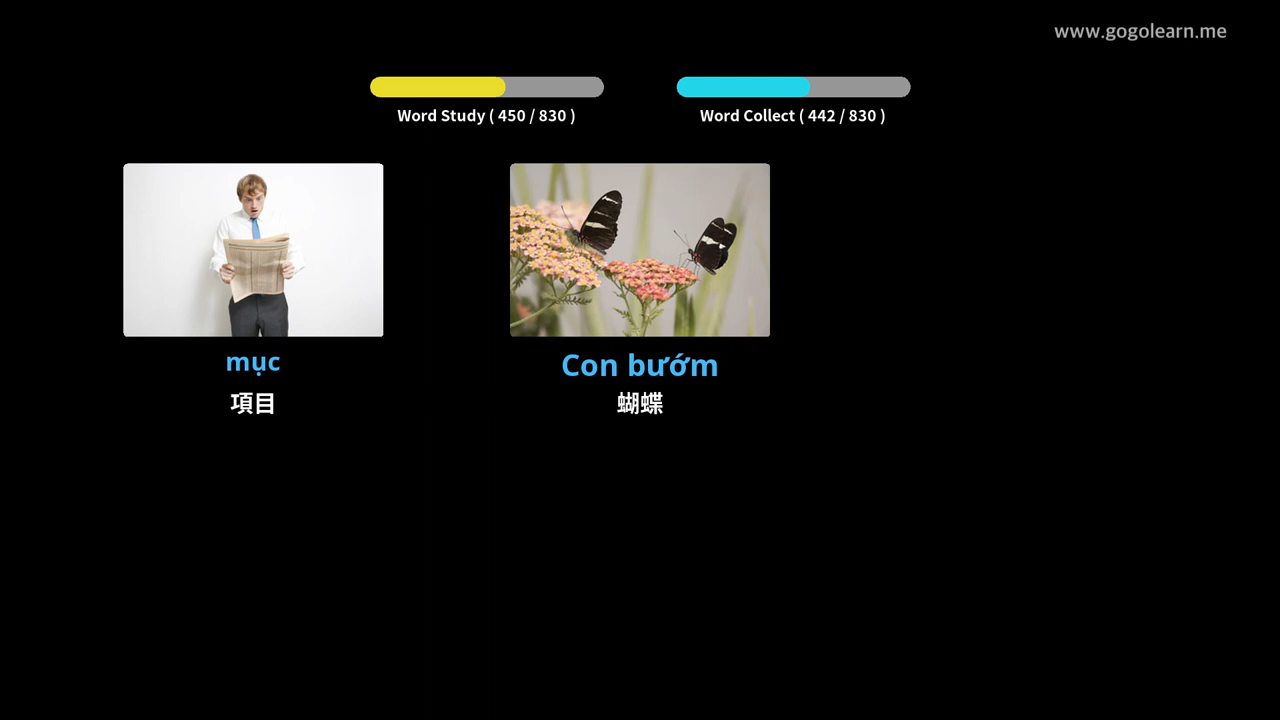 www.gogolearn.me
Word Study ( 450 / 830 )
Word Collect ( 442 / 830 )
mục
項目
Con bướm
蝴蝶